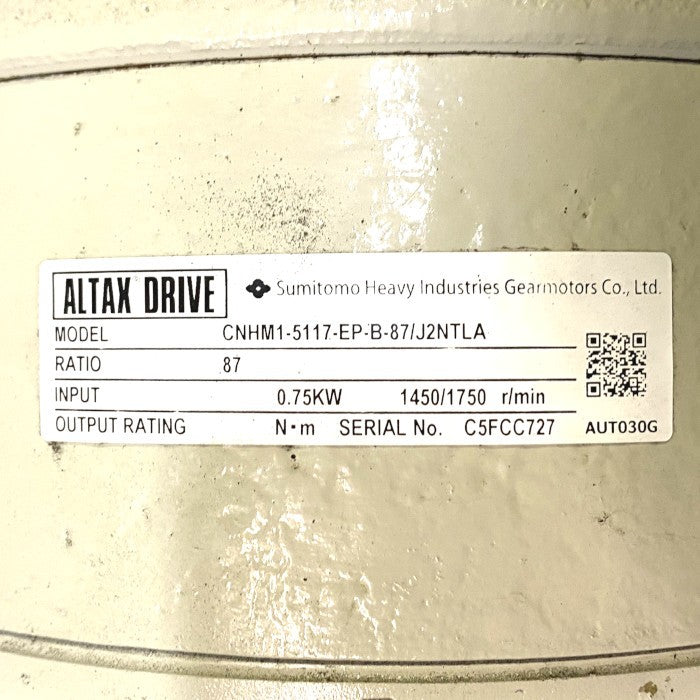 ALTAX DRIVE Sumitomo Heavy Industries Gearmotors Co., Ltd.
MODEL CNHM1-5117-EP-B-87/J2NTLA
RATIO 87
INPUT 0.75KW 1450/1750 r/min
OUTPUT RATING N·m SERIAL No. C5FCC727 AUT030G